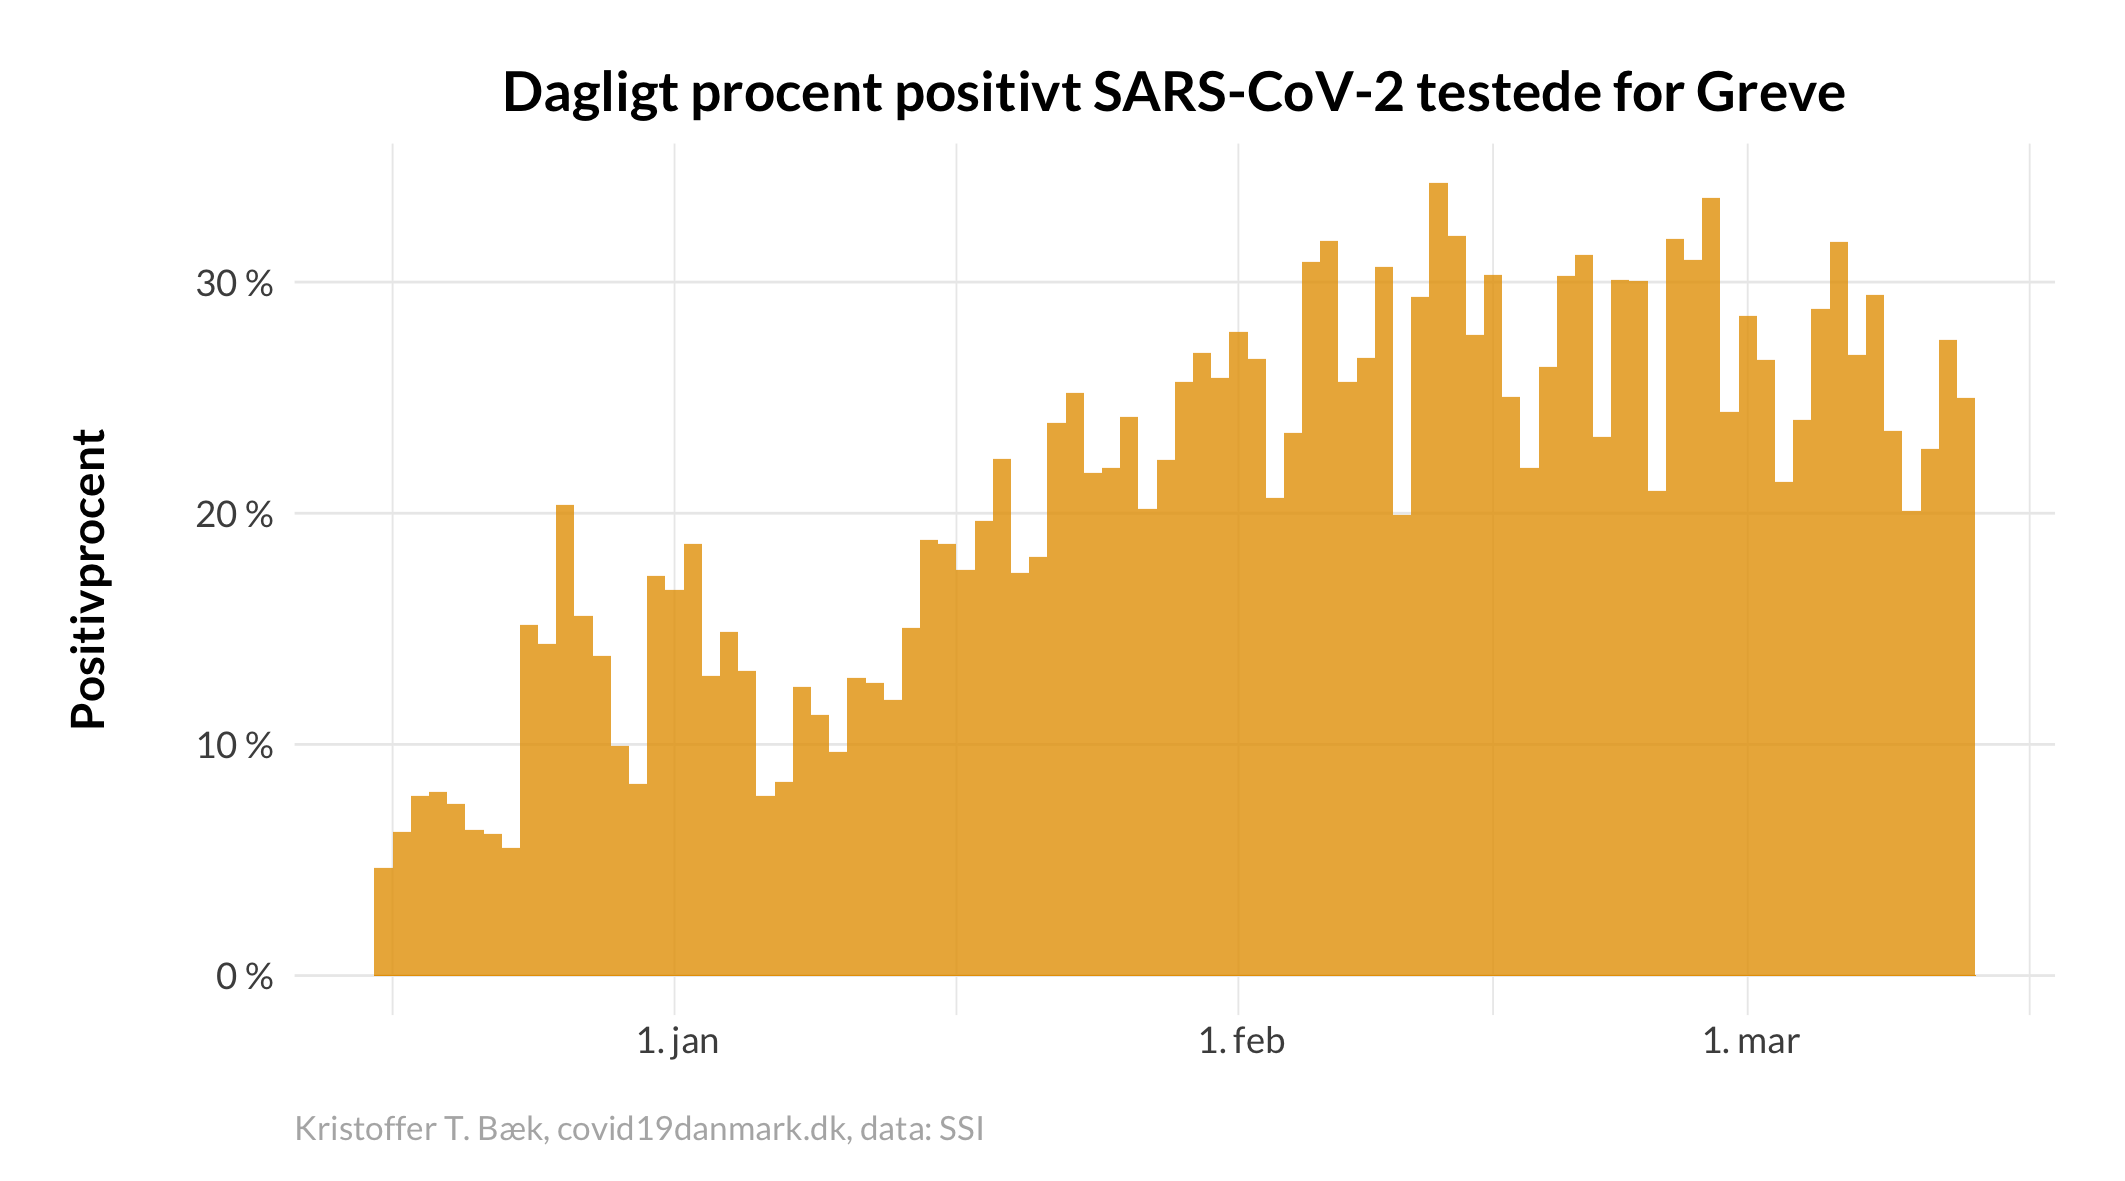 Dagligt procent positivt SARS-CoV-2 testede for Greve
Positivprocent
30 %
20 %
10 %
0 %
1. jan
1. feb
1. mar
Kristoffer T. Bæk, covid19danmark.dk, data: SSI